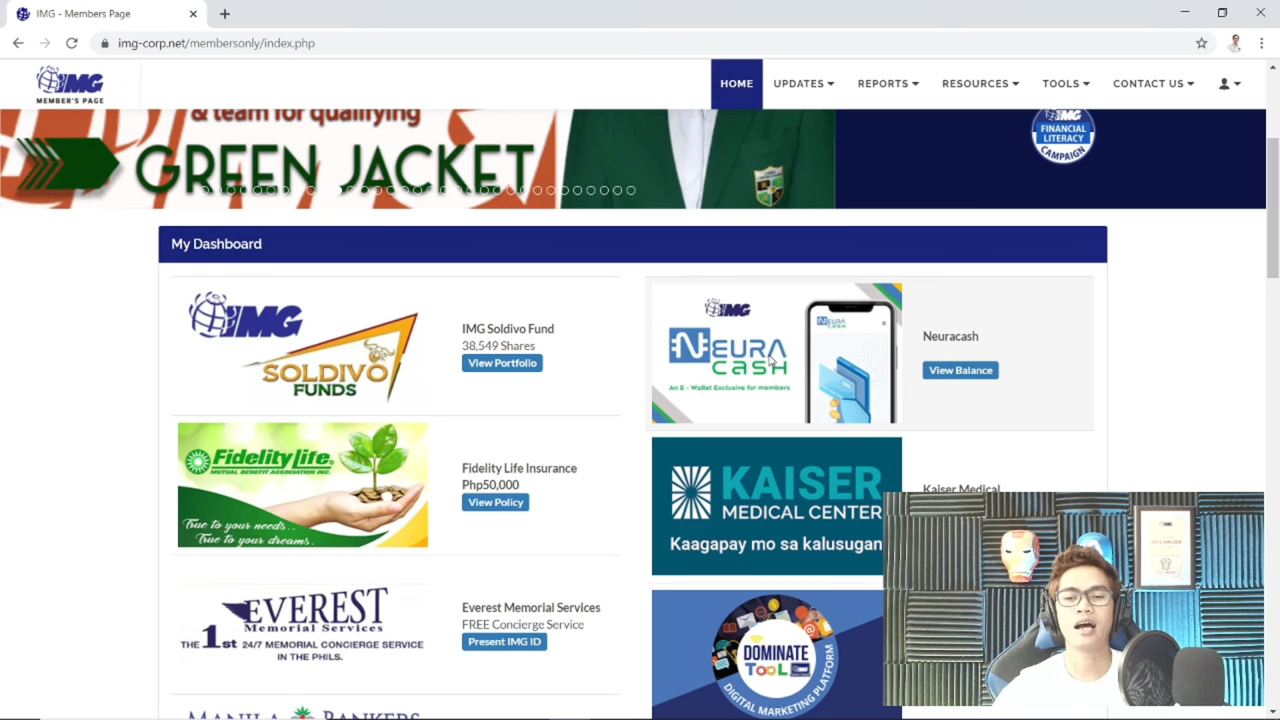 IMG - Members Page
img-corp.net/membersonly/index.php
IMG
MEMBER'S PAGE
HOME
UPDATES
REPORTS
RESOURCES
TOOLS
CONTACT US
& team for qualifying
GREEN JACKET
IMG
FINANCIAL
LITERACY
CAMPAIGN
My Dashboard
IMG
SOLDIVO
FUNDS
IMG Soldivo Fund
38.549 Shares
View Portfolio
IMG
NEURA
CASH
An E - Wallet Exclusive for members
NEURA
CASH
Neuracash
View Balance
Fidelity Life
MUTUAL BENEFIT ASSOCIATION INC.
True to your needs..
True to your dreams.
Fidelity Life Insurance
Php50,000
View Policy
KAISER
MEDICAL CENTER
Kaagapay mo sa kalusugan
Kaiser Medical
EVEREST
Memorial Services
THE 1st 24/7 MEMORIAL CONCIERGE SERVICE
IN THE PHILS.
Everest Memorial Services
FREE Concierge Service
Present IMG ID
DOMINATE
TOOL
DIGITAL MARKETING PLATFORM
MANILA BANKERS